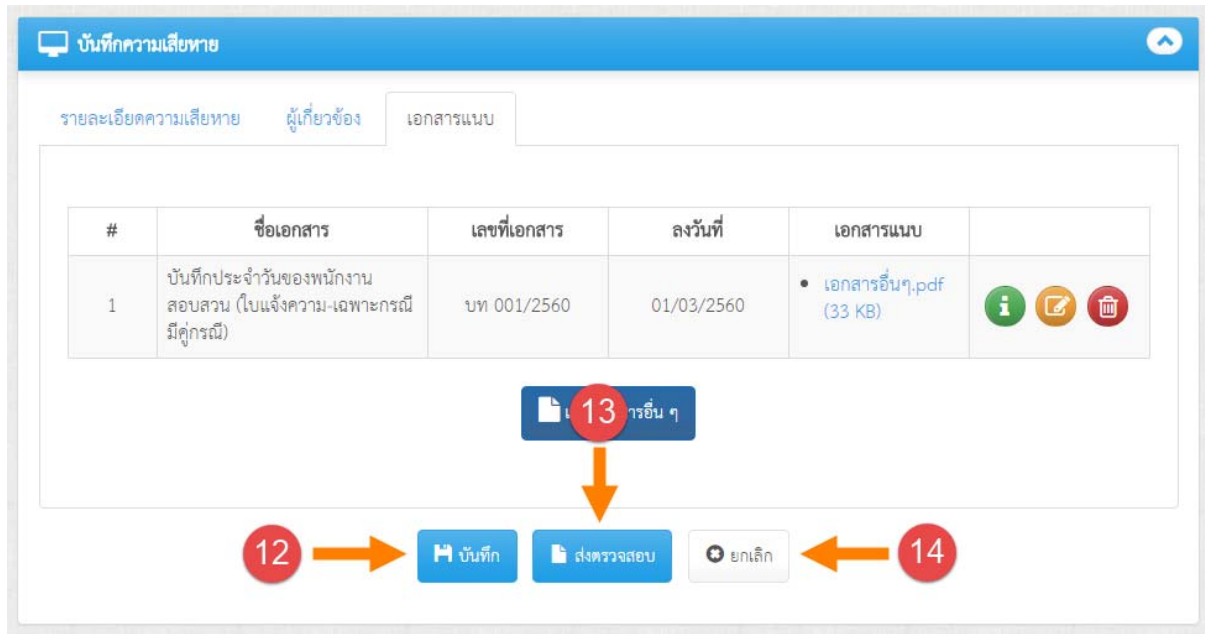 บันทึกความเสียหาย
รายละเอียดความเสียหาย ผู้เกี่ยวข้อง เอกสารแนบ
# ชื่อเอกสาร เลขที่เอกสาร ลงวันที่ เอกสารแนบ
บันทึกประจำวันของพนักงาน
1 สอบสวน (ใบแจ้งความ-เฉพาะกรณี บท 001/2560 01/03/2560 เอกสารอื่นๆ.pdf
มีคู่กรณี) (33 KB)
13 ารอื่น ๆ
12 บันทึก ส่งตรวจสอบ ยกเลิก 14